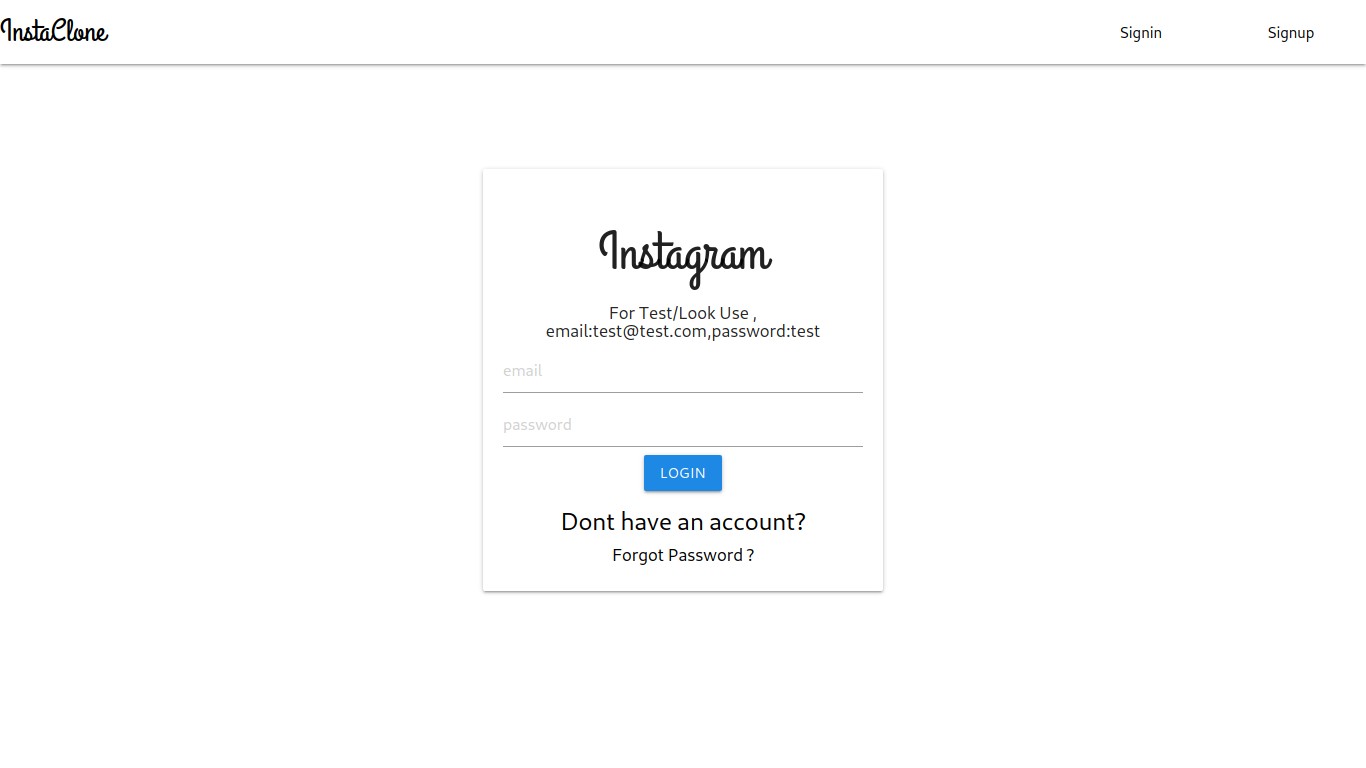 InstaClone
Signin
Signup
Instagram
For Test/Look Use ,
email:test@test.com,password:test
email
password
LOGIN
Dont have an account?
Forgot Password ?